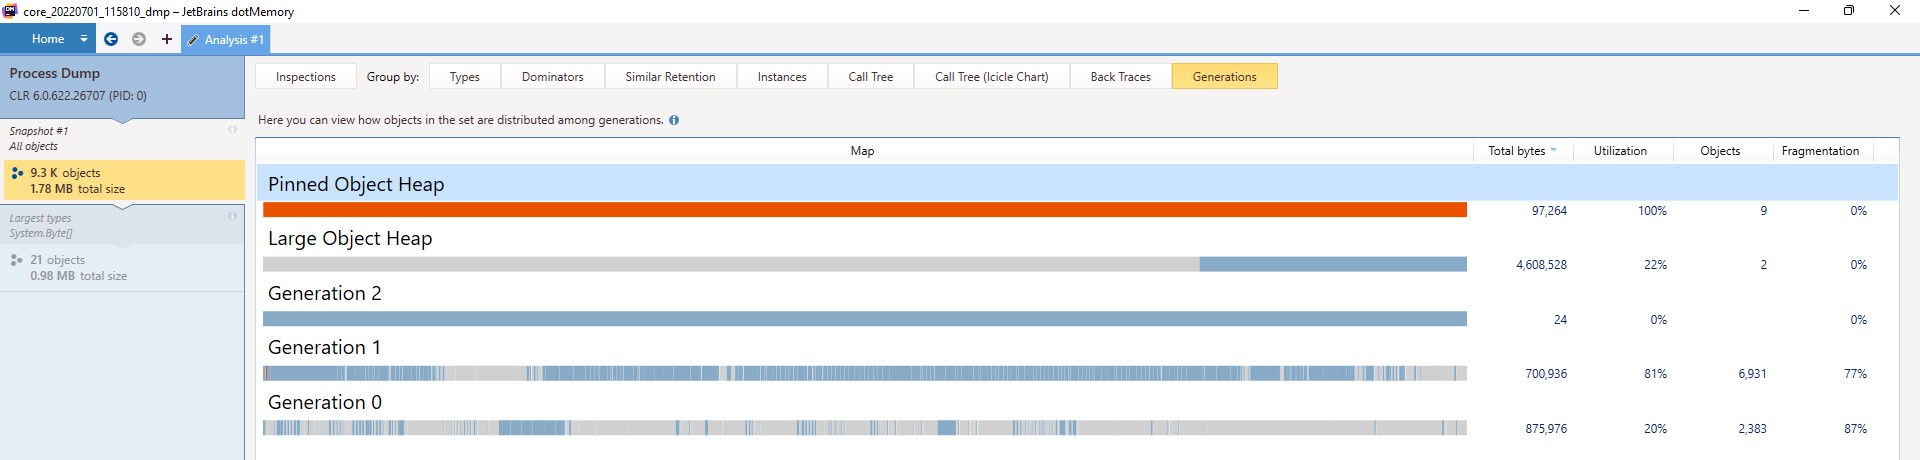 core_20220701_115810_dmp – JetBrains dotMemory
Home
Analysis #1
Process Dump
CLR 6.0.622.26707 (PID: 0)
Snapshot #1
All objects
9.3 K objects
1.78 MB total size
Largest types
System.Byte[]
21 objects
0.98 MB total size
Inspections Group by: Types Dominators Similar Retention Instances Call Tree Call Tree (Icicle Chart) Back Traces Generations
Here you can view how objects in the set are distributed among generations.
Map Total bytes Utilization Objects Fragmentation
Pinned Object Heap
97,264 100% 9 0%
Large Object Heap
4,608,528 22% 2 0%
Generation 2
24 0% 0%
Generation 1
700,936 81% 6,931 77%
Generation 0
875,976 20% 2,383 87%